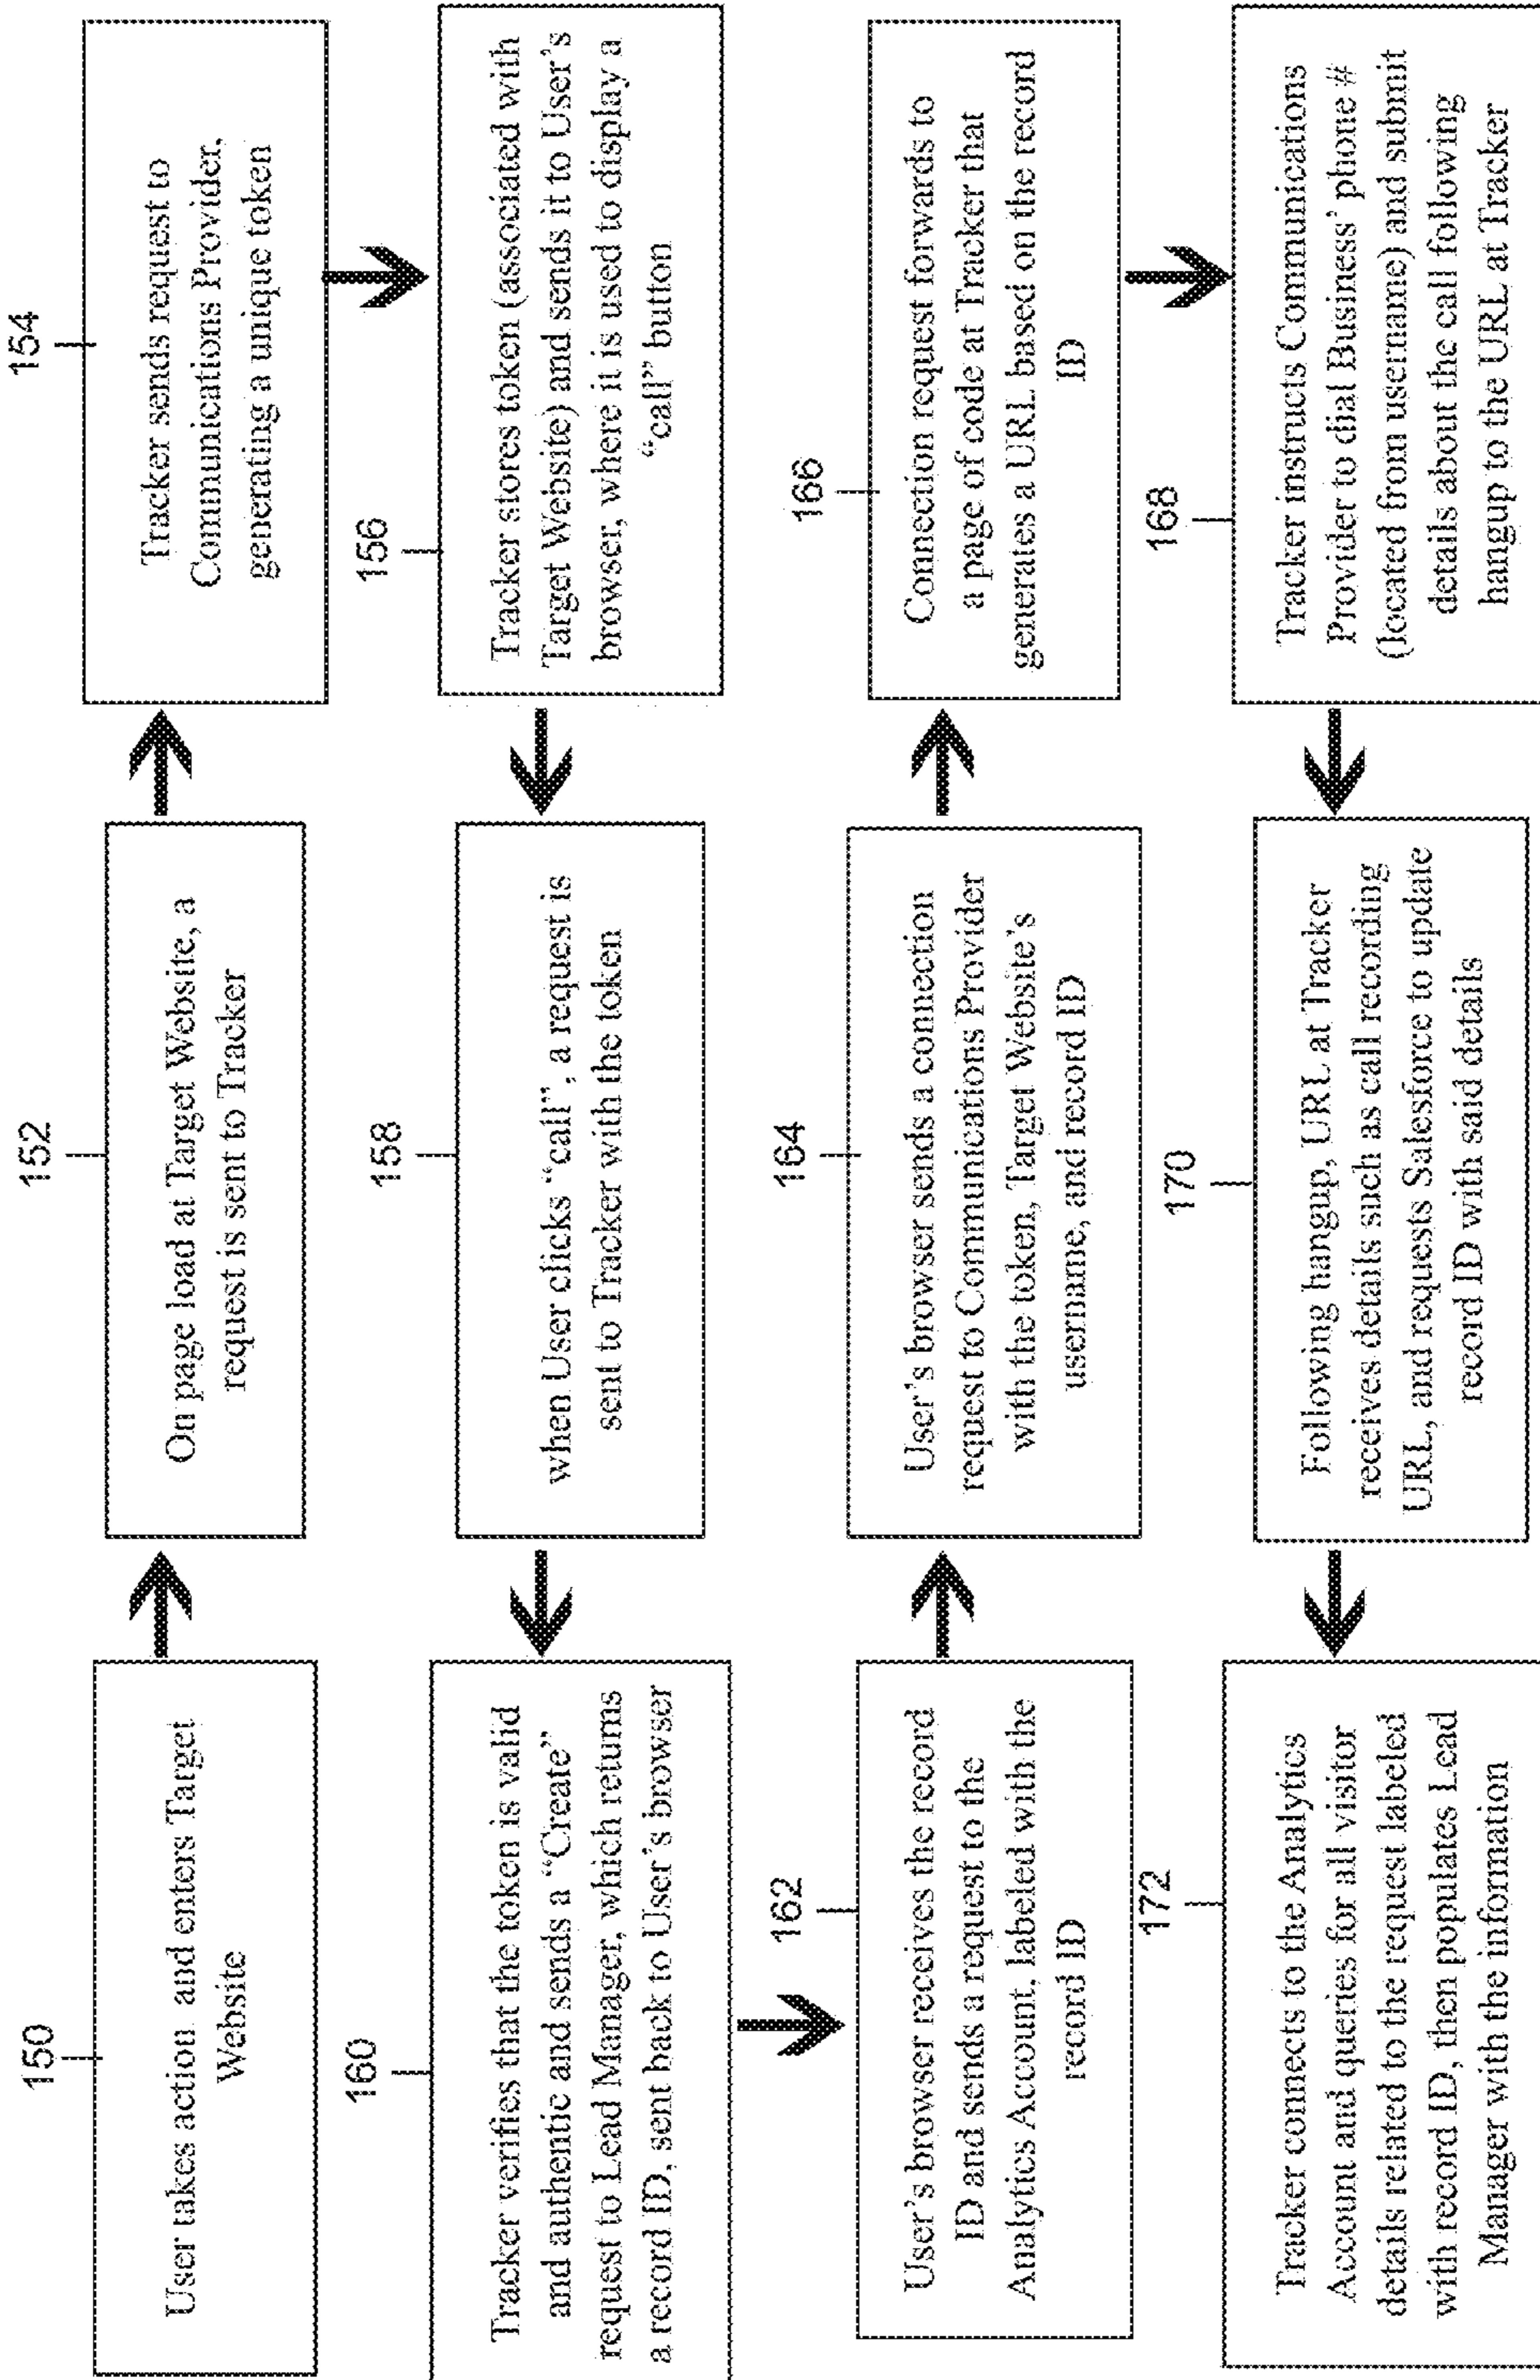 150
User takes action and enters Target
Website
152
On page load at Target Website, a
request is sent to Tracker
154
Tracker sends request to
Communications Provider,
generating a unique token
156
Tracker stores token (associated with
Target Website) and sends it to User's
browser, where it is used to display a
“call” button
158
when User clicks “call”, a request is
sent to Tracker with the token
160
Tracker verifies that the token is valid
and authentic and sends a “Create”
request to Lead Manager, which returns
a record ID, sent back to User's browser
162
User's browser receives the record
ID and sends a request to the
Analytics Account, labeled with the
record ID
164
User's browser sends a connection
request to Communications Provider
with the token, Target Website's
username, and record ID
166
Connection request forwards to
a page of code at Tracker that
generates a URL based on the record
ID
168
Tracker instructs Communications
Provider to dial Business' phone #
(located from username) and submit
details about the call following
hangup to the URL at Tracker
170
Following hangup, URL at Tracker
receives details such as call recording
URL, and requests Salesforce to update
record ID with said details
172
Tracker connects to the Analytics
Account and queries for all visitor
details related to the request labeled
with record ID, then populates Lead
Manager with the information